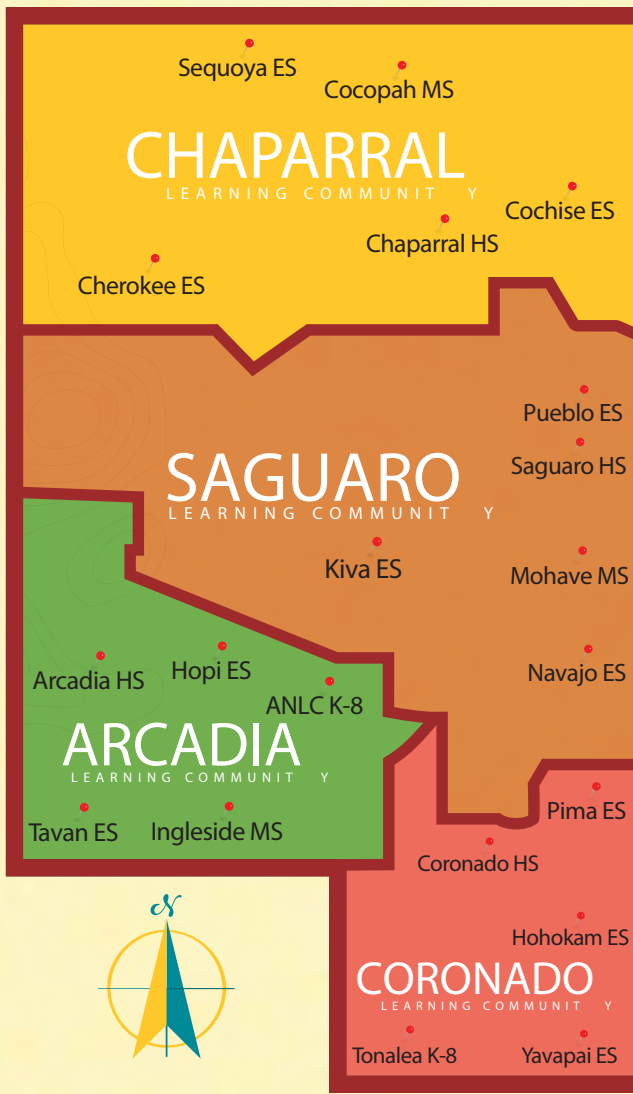 Sequoya ES
Cocopah MS
CHAPARRAL
LEARNING COMMUNIT Y
Cochise ES
Chaparral HS
Cherokee ES
Pueblo ES
SAGUARO
Saguaro HS
LEARNING COMMUNIT Y
Kiva ES
Mohave MS
Arcadia HS
Hopi ES
Navajo ES
ANLC K-8
ARCADIA
LEARNING COMMUNIT Y
Pima ES
Tavan ES
Ingleside MS
Coronado HS
N
Hohokam ES
CORONADO
LEARNING COMMUNIT Y
Tonalea K-8
Yavapai ES